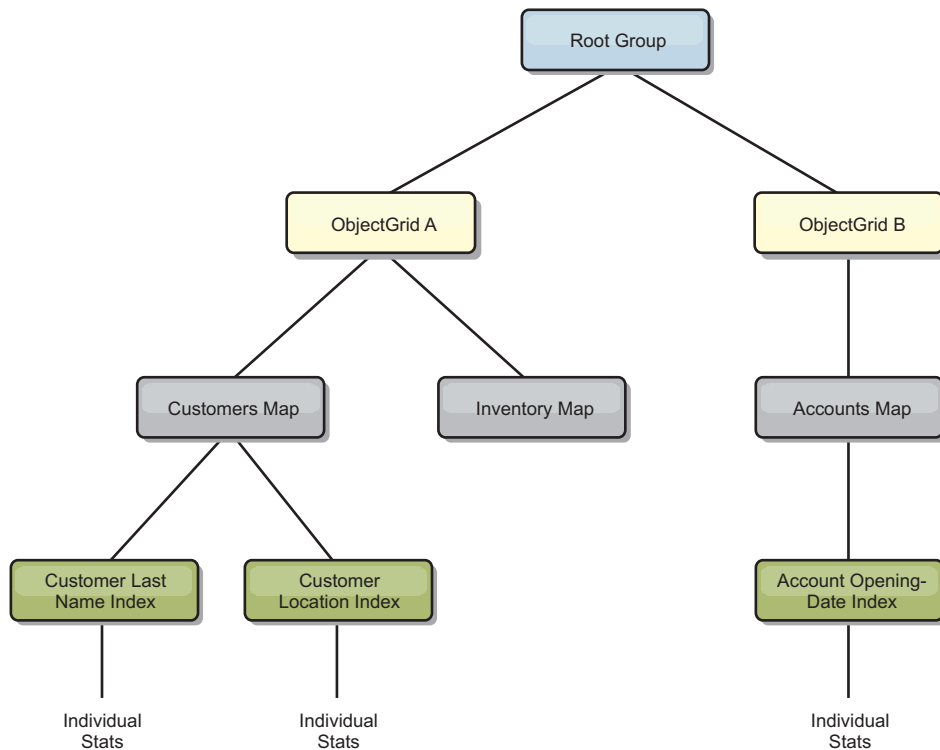 Root Group
ObjectGrid A
ObjectGrid B
Customers Map
Inventory Map
Accounts Map
Customer Last
Name Index
Customer
Location Index
Account Opening-
Date Index
Individual
Stats
Individual
Stats
Individual
Stats